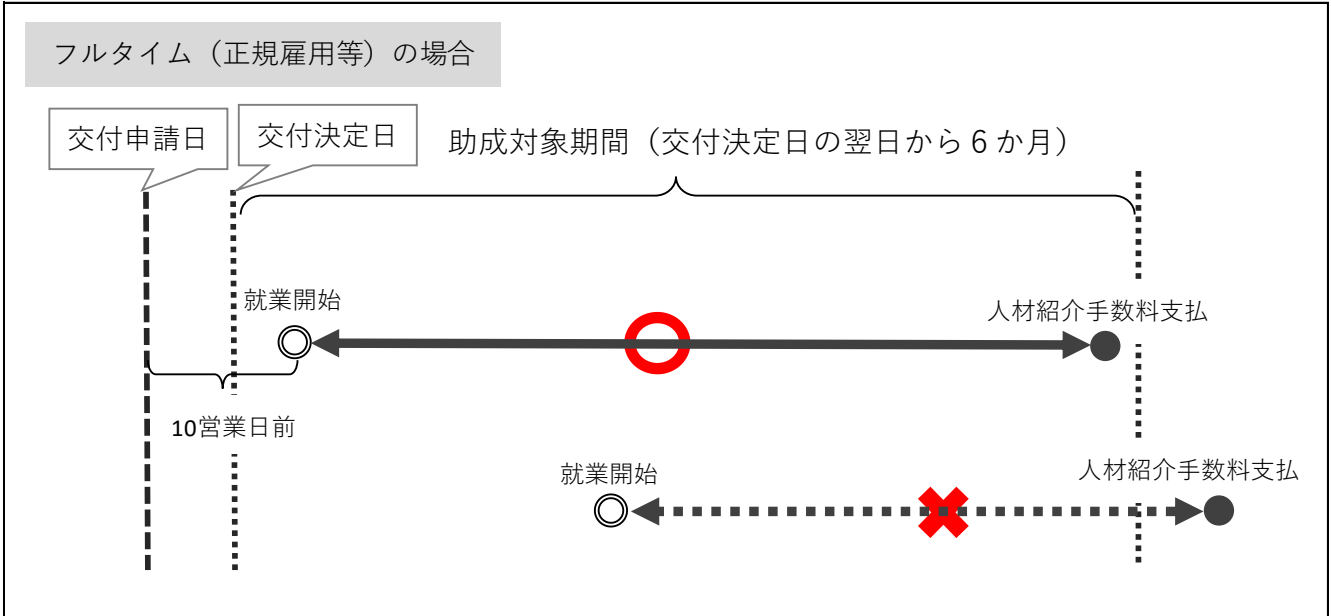 フルタイム（正規雇用等）の場合
交付申請日
交付決定日
助成対象期間（交付決定日の翌日から６か月）
就業開始
人材紹介手数料支払
10営業日前
就業開始
人材紹介手数料支払